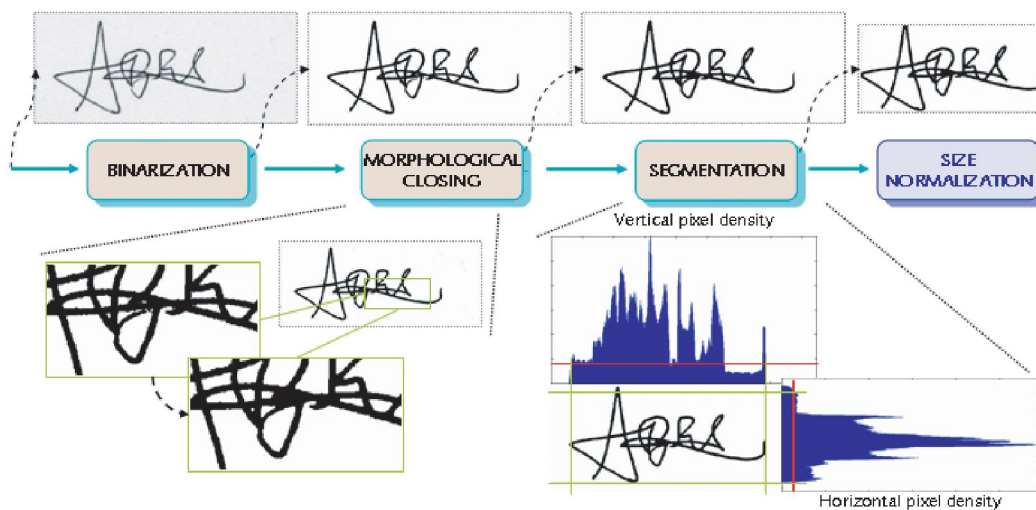 BINARIZATION
MORPHOLOGICAL
CLOSING
SEGMENTATION
SIZE
NORMALIZATION
Vertical pixel density
Horizontal pixel density